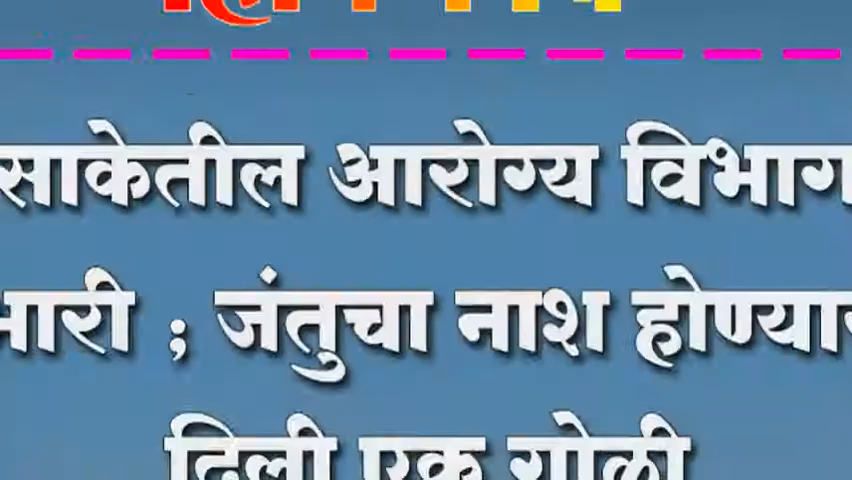 साकेतील आरोग्य विभाग
भारी ; जंतुचा नाश होण्या
दिली एक गोळी